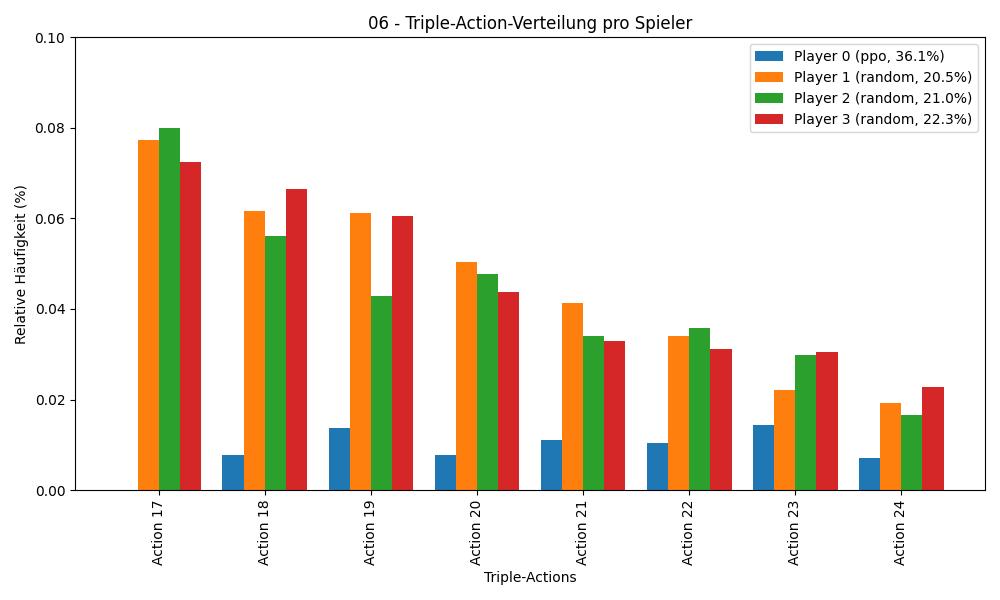 06 - Triple-Action-Verteilung pro Spieler
Player 0 (ppo, 36.1%)
Player 1 (random, 20.5%)
Player 2 (random, 21.0%)
Player 3 (random, 22.3%)
Relative Häufigkeit (%)
0.10
0.08
0.06
0.04
0.02
0.00
Action 17
Action 18
Action 19
Action 20
Action 21
Action 22
Action 23
Action 24
Triple-Actions